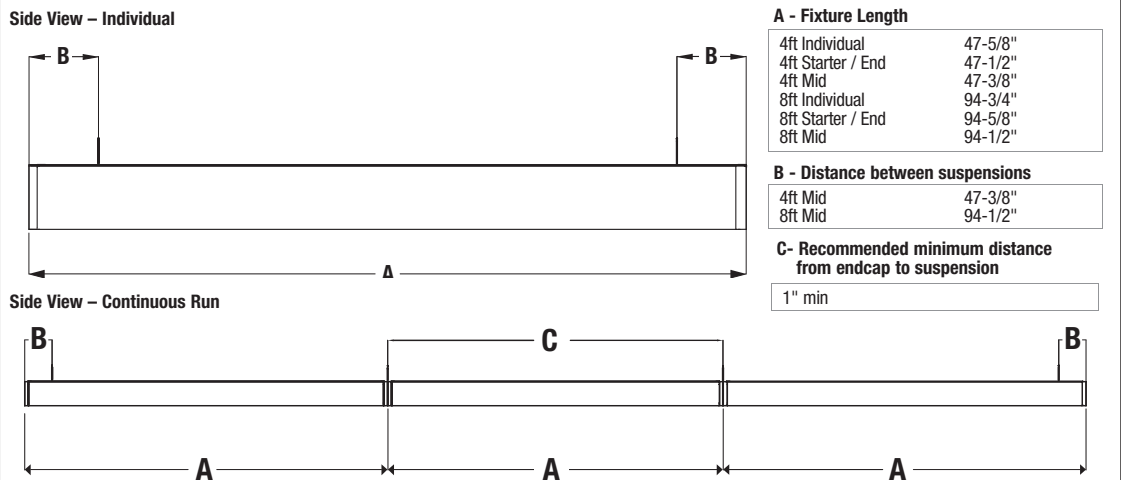 Side View – Individual
B
B
A
Side View – Continuous Run
B
C
B
A
A
A
A - Fixture Length
4ft Individual 47-5/8"
4ft Starter / End 47-1/2"
4ft Mid 47-3/8"
8ft Individual 94-3/4"
8ft Starter / End 94-5/8"
8ft Mid 94-1/2"
B - Distance between suspensions
4ft Mid 47-3/8"
8ft Mid 94-1/2"
C- Recommended minimum distance
from endcap to suspension
1" min